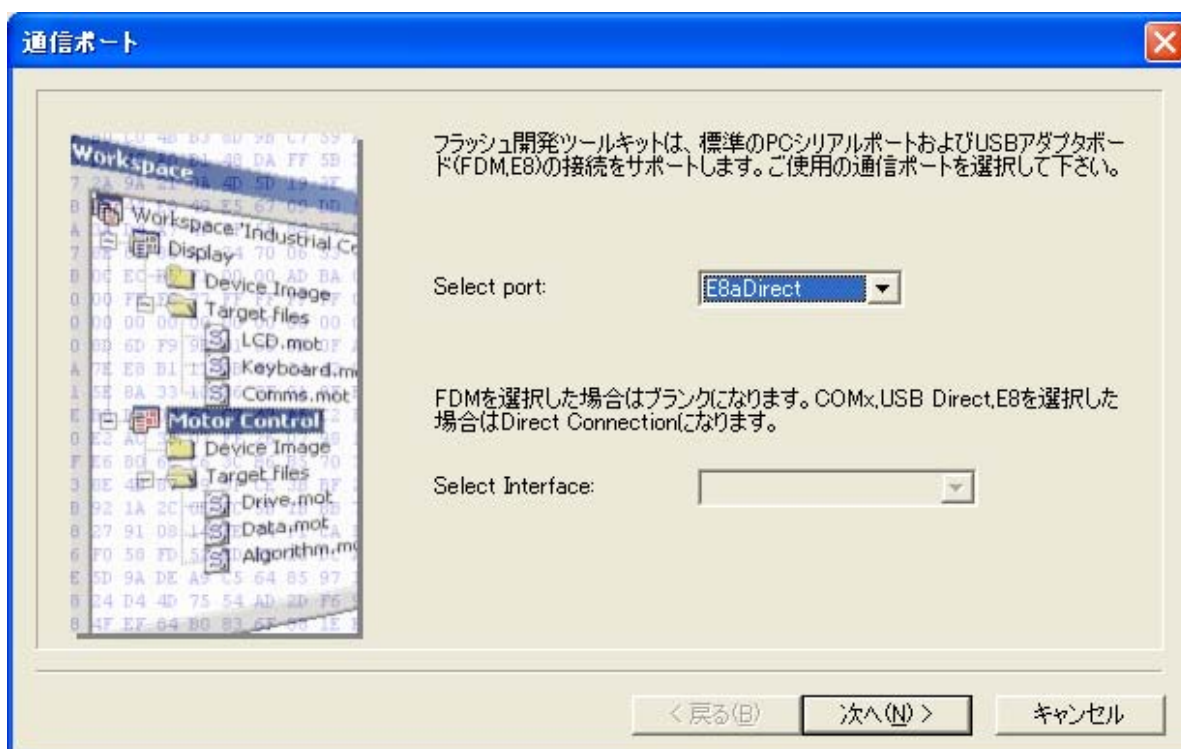 通信ポート
フラッシュ開発ツールキットは、標準のPCシリアルポートおよびUSBアダプタボー
ド(FDM,E8)の接続をサポートします。ご使用の通信ポートを選択して下さい。
Select port:
E8aDirect
FDMを選択した場合はブランクになります。COMx,USB Direct,E8を選択した
場合はDirect Connectionになります。
Select Interface:
Workspace
Workspace 'Industrial Co
Display
Device Image
Target files
LCD.mot
Keyboard.m
Comms.mot
Motor Control
Device Image
Target files
Drive.mot
Data.mot
Algorithm.mo
< 戻る(B)
次へ(N) >
キャンセル